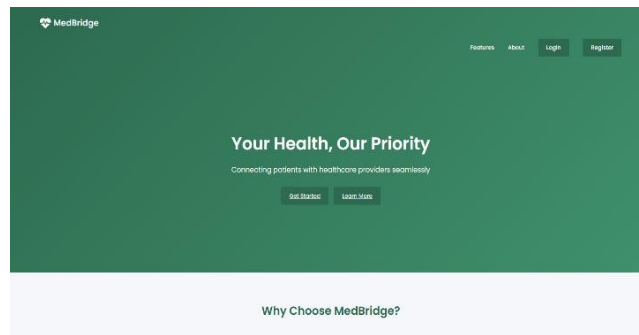 MedBridge
Features About Login Register
Your Health, Our Priority
Connecting patients with healthcare providers seamlessly
Get Started Learn More
Why Choose MedBridge?